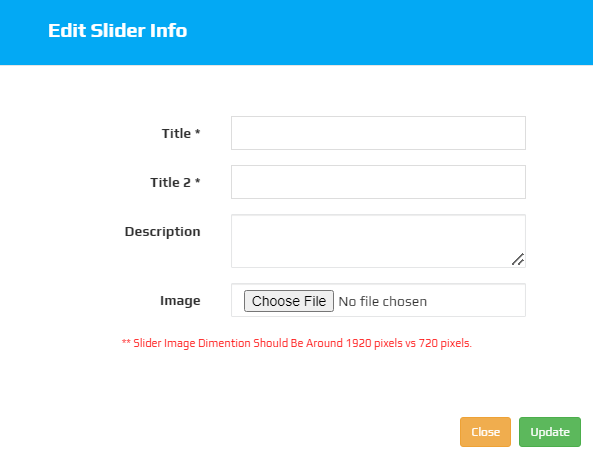 Edit Slider Info
Title *
Title 2 *
Description
Image Choose File No file chosen
** Slider Image Dimention Should Be Around 1920 pixels vs 720 pixels.
Close Update